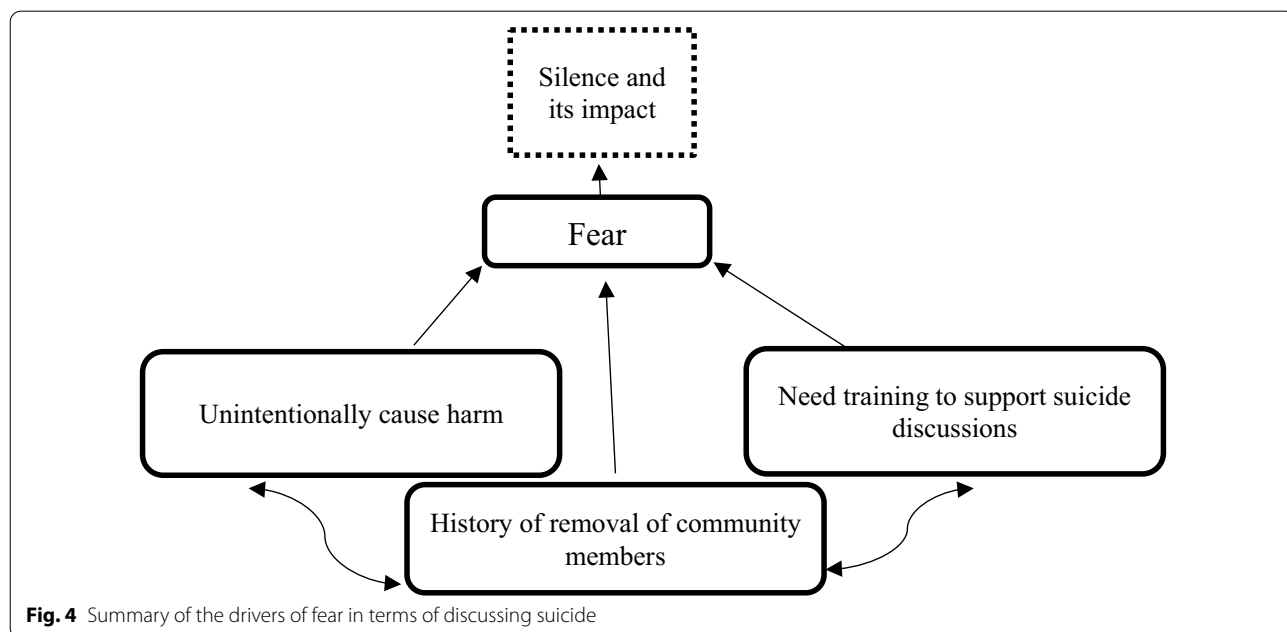 Silence and
its impact
Fear
Unintentionally cause harm
Need training to support suicide
discussions
History of removal of community
members
Fig. 4 Summary of the drivers of fear in terms of discussing suicide